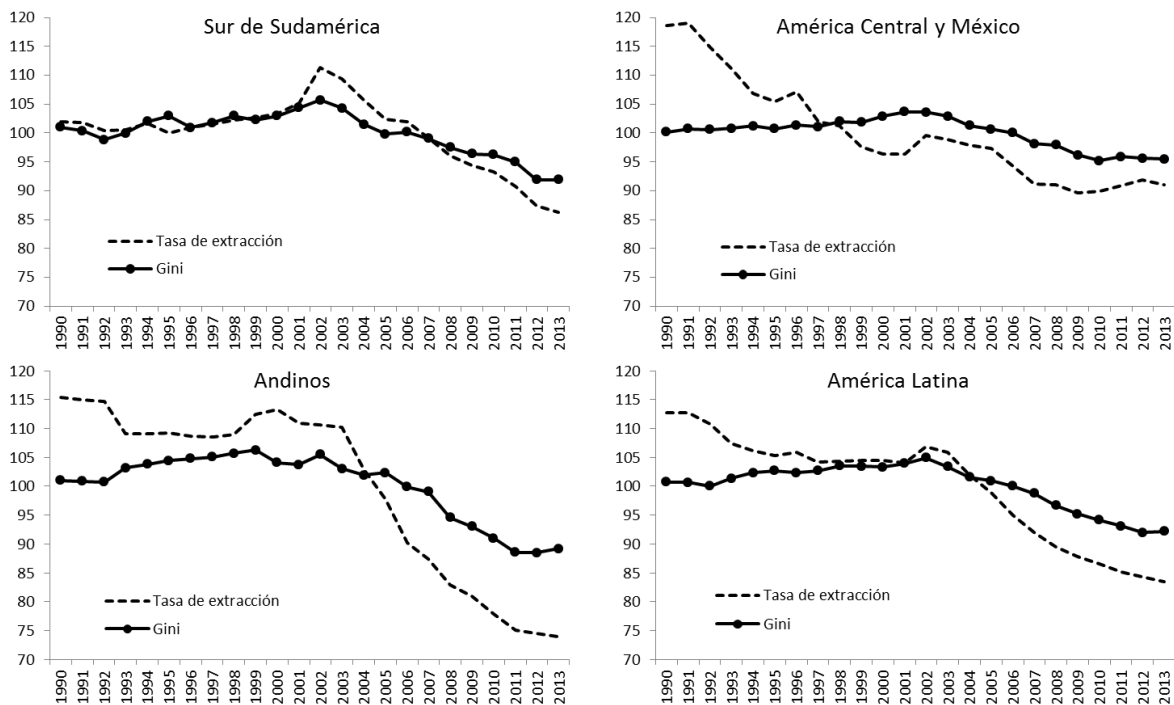 Sur de Sudamérica
120
115
110
105
100
95
90
85
80
75
70
Tasa de extracción
Gini
1990 1991 1992 1993 1994 1995 1996 1997 1998 1999 2000 2001 2002 2003 2004 2005 2006 2007 2008 2009 2010 2011 2012 2013
América Central y México
120
115
110
105
100
95
90
85
80
75
70
Tasa de extracción
Gini
1990 1991 1992 1993 1994 1995 1996 1997 1998 1999 2000 2001 2002 2003 2004 2005 2006 2007 2008 2009 2010 2011 2012 2013
Andinos
120
115
110
105
100
95
90
85
80
75
70
Tasa de extracción
Gini
1990 1991 1992 1993 1994 1995 1996 1997 1998 1999 2000 2001 2002 2003 2004 2005 2006 2007 2008 2009 2010 2011 2012 2013
América Latina
120
115
110
105
100
95
90
85
80
75
70
Tasa de extracción
Gini
1990 1991 1992 1993 1994 1995 1996 1997 1998 1999 2000 2001 2002 2003 2004 2005 2006 2007 2008 2009 2010 2011 2012 2013